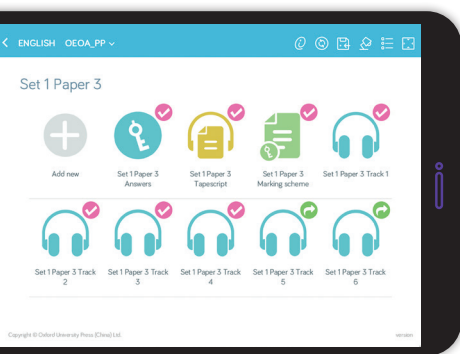 ENGLISH OEOA_PP
Set 1 Paper 3
Add new
Set 1 Paper 3
Answers
Set 1 Paper 3
Tapescript
Set 1 Paper 3
Marking scheme
Set 1 Paper 3 Track 1
Set 1 Paper 3 Track
2
Set 1 Paper 3 Track
3
Set 1 Paper 3 Track
4
Set 1 Paper 3 Track
5
Set 1 Paper 3 Track
6
Copyright © Oxford University Press (China) Ltd.
version